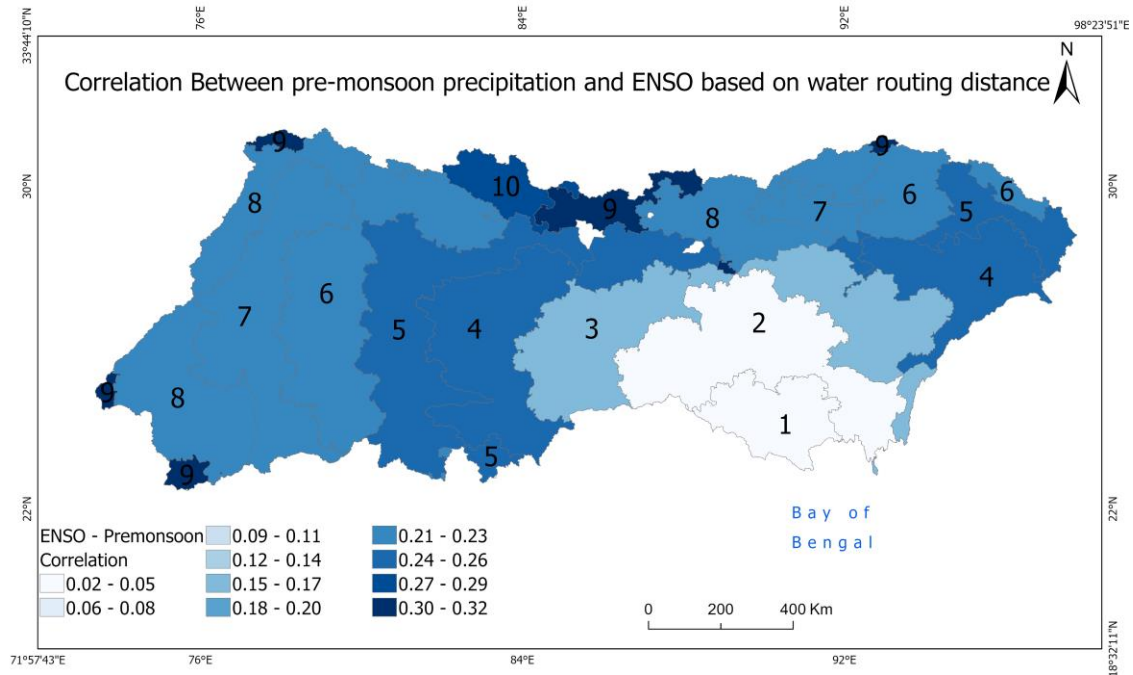 76°E 84°E 92°E
33°44'10"N 98°23'51"E
N
Correlation Between pre-monsoon precipitation and ENSO based on water routing distance
9 9
30°N 10 6 6 30°N
8 9 8 7 5
4
6
7 5 4 3 2
9 8 1
5
9
22°N 22°N
Bay of
Bengal
ENSO - Premonsoon
Correlation
0.02 - 0.05
0.06 - 0.08
0.09 - 0.11
0.12 - 0.14
0.15 - 0.17
0.18 - 0.20
0.21 - 0.23
0.24 - 0.26
0.27 - 0.29
0.30 - 0.32
0 200 400 Km
71°57'43"E 18°32'11"N
76°E 84°E 92°E